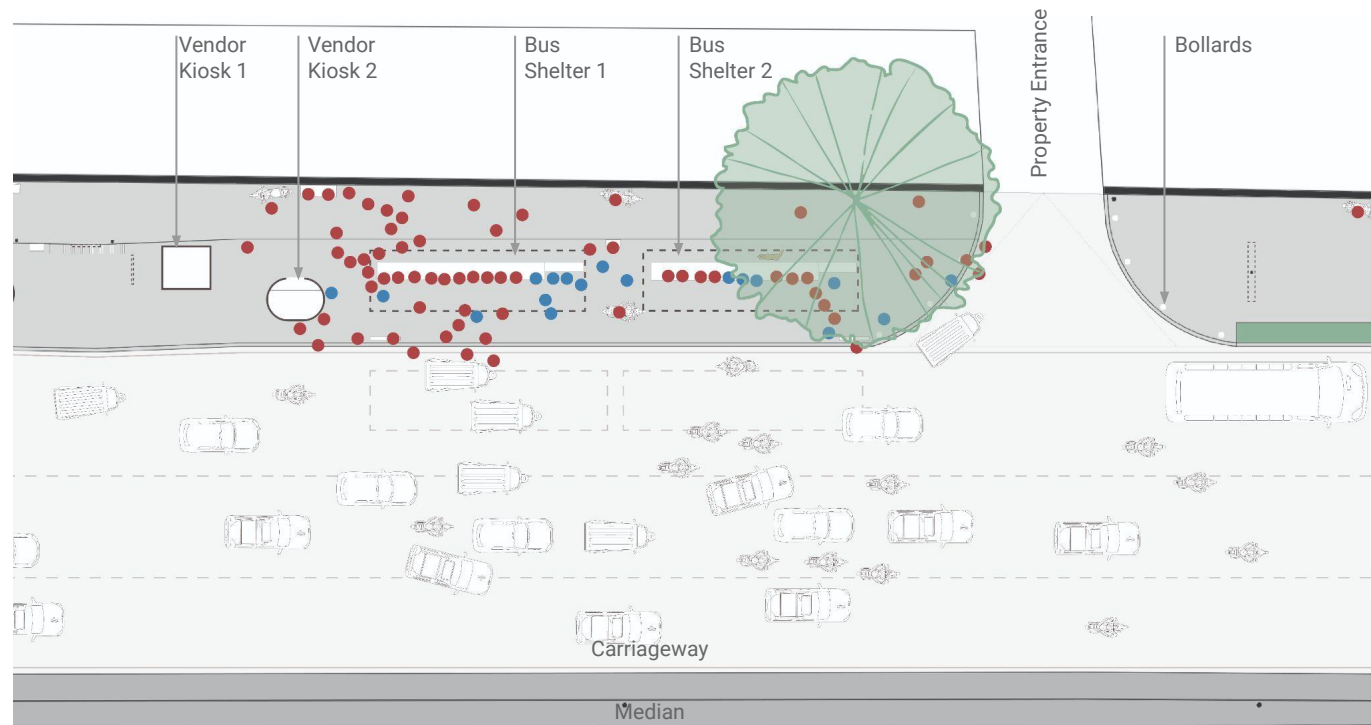 Vendor
Kiosk 1
Vendor
Kiosk 2
Bus
Shelter 1
Bus
Shelter 2
Property Entrance
Bollards
Carriageway
Median